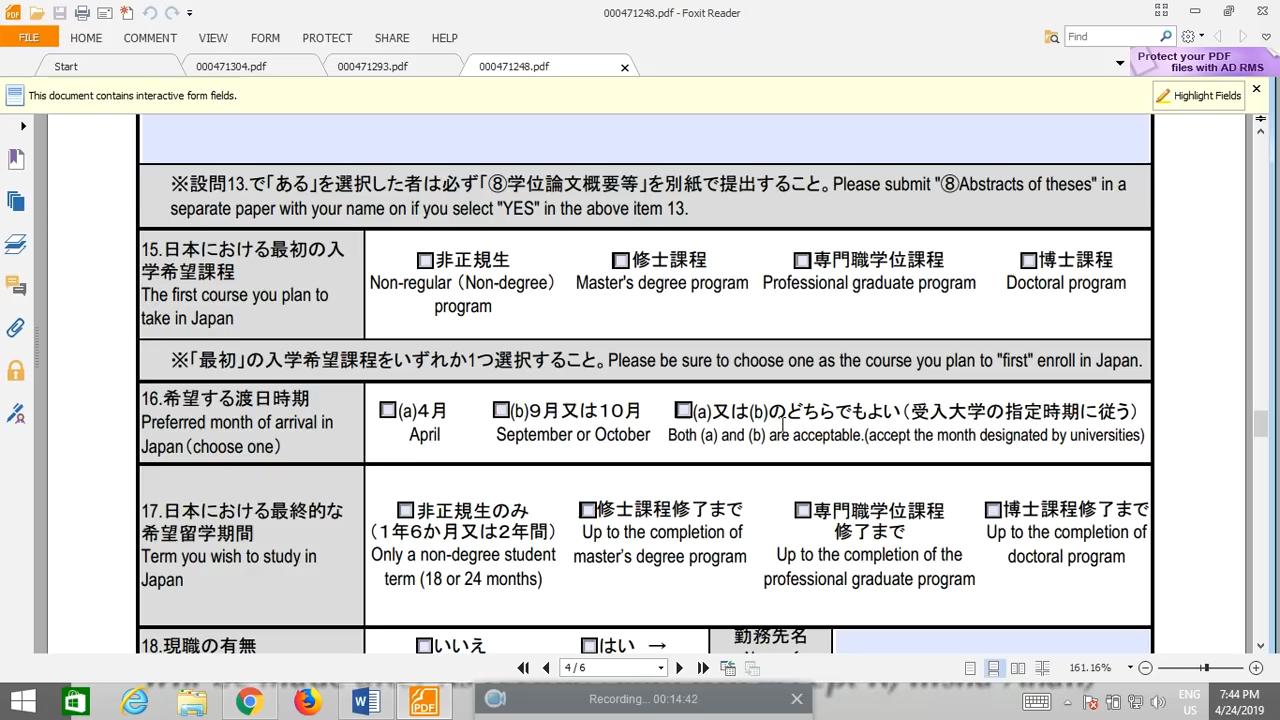 000471248.pdf - Foxit Reader
FILE
HOME
COMMENT
VIEW
FORM
PROTECT
SHARE
HELP
Find
Start
000471304.pdf
000471293.pdf
000471248.pdf
Protect your PDF
files with AD RMS
This document contains interactive form fields.
Highlight Fields
※設問13.で「ある」を選択した者は必ず「⑧学位論文概要等」を別紙で提出すること。Please submit "⑧Abstracts of theses" in a
separate paper with your name on if you select "YES" in the above item 13.
15.日本における最初の入
学希望課程
The first course you plan to
take in Japan
非正規生
Non-regular （Non-degree）
program
修士課程
Master's degree program
専門職学位課程
Professional graduate program
博士課程
Doctoral program
※「最初」の入学希望課程をいずれか1つ選択すること。Please be sure to choose one as the course you plan to "first" enroll in Japan.
16.希望する渡日時期
Preferred month of arrival in
Japan（choose one）
(a)４月
April
(b)９月又は１０月
September or October
(a)又は(b)のどちらでもよい（受入大学の指定時期に従う）
Both (a) and (b) are acceptable.(accept the month designated by universities)
17.日本における最終的な
希望留学期間
Term you wish to study in
Japan
非正規生のみ
（１年６か月又は２年間）
Only a non-degree student
term (18 or 24 months)
修士課程修了まで
Up to the completion of
master's degree program
専門職学位課程
修了まで
Up to the completion of the
professional graduate program
博士課程修了まで
Up to the completion of
doctoral program
18.現職の有無
いいえ
はい →
勤務先名
4 / 6
161.16%
Recording... 00:14:42
ENG
US
7:44 PM
4/24/2019